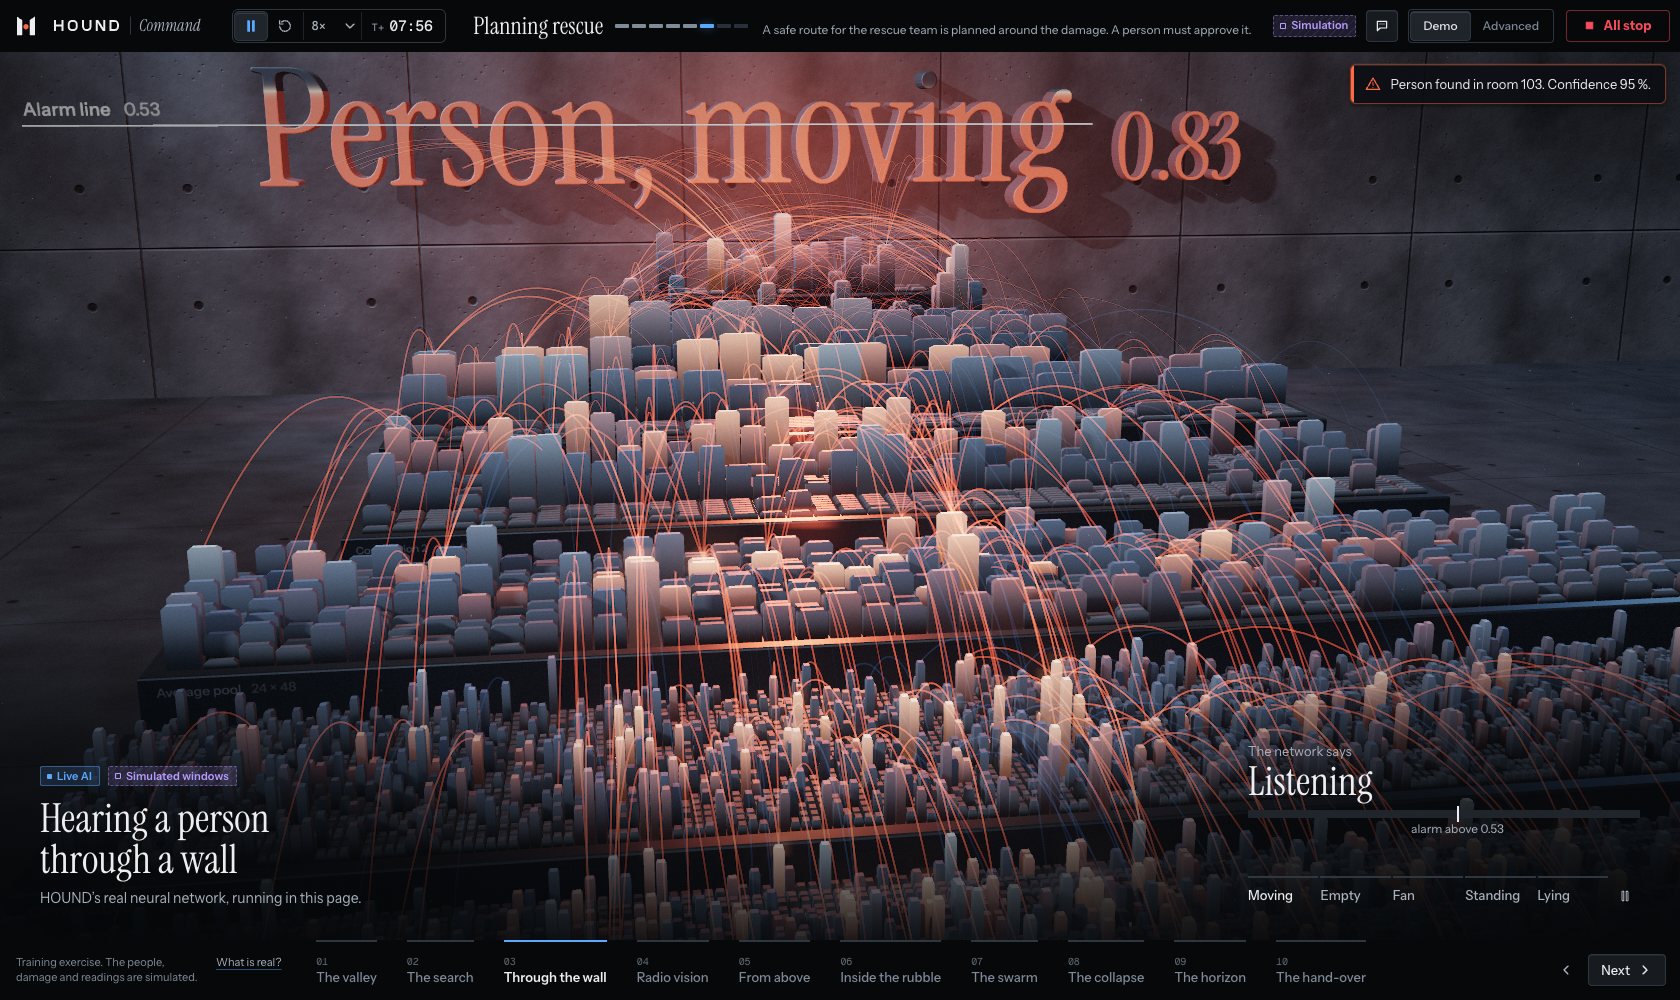 HOUND Command
8×
T+ 07:56
Planning rescue
A safe route for the rescue team is planned around the damage. A person must approve it.
Simulation
Demo
Advanced
All stop
Person found in room 103. Confidence 95 %.
Alarm line 0.53
Person, moving 0.83
Average pool 24 × 48
Live AI
Simulated windows
Hearing a person
through a wall
HOUND's real neural network, running in this page.
The network says
Listening
alarm above 0.53
Moving
Empty
Fan
Standing
Lying
Training exercise. The people,
damage and readings are simulated.
What is real?
01
The valley
02
The search
03
Through the wall
04
Radio vision
05
From above
06
Inside the rubble
07
The swarm
08
The collapse
09
The horizon
10
The hand-over
Next